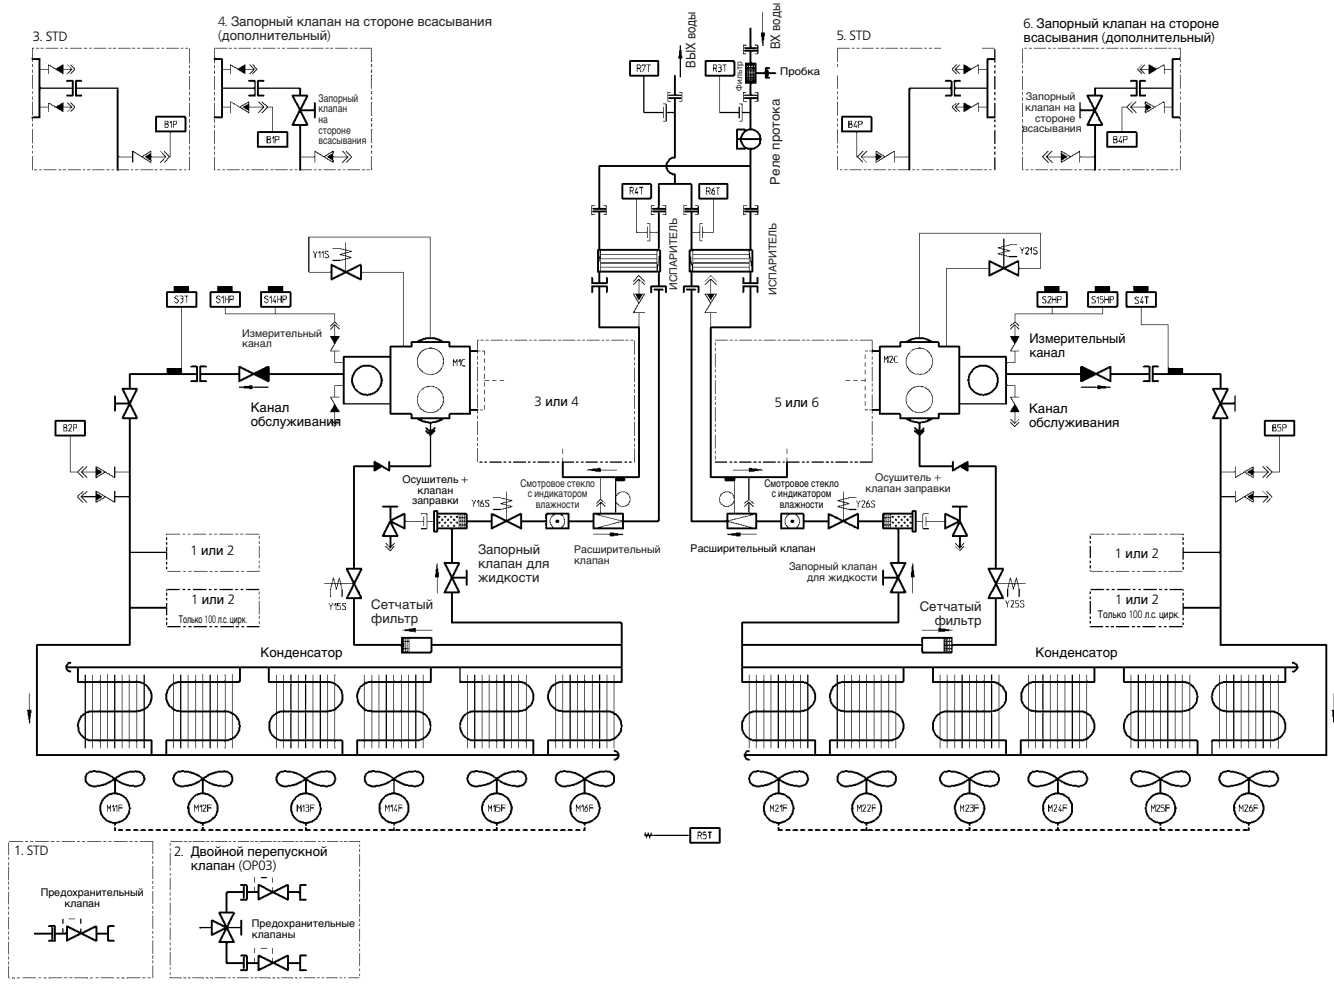 3. STD
4. Запорный клапан на стороне всасывания
(дополнительный)
B1P
Запорный
клапан
на
стороне
всасывания
B1P
ВЫХ воды
ВХ воды
R7T
R3T
Фильтр
Пробка
Реле протока
5. STD
6. Запорный клапан на стороне
всасывания (дополнительный)
B4P
Запорный
клапан на
стороне
всасывания
B4P
R4T
R6T
ИСПАРИТЕЛЬ
ИСПАРИТЕЛЬ
Y11S
Y21S
S3T
S1HP
S14HP
S2HP
S15HP
S4T
Измерительный
канал
Измерительный
канал
M1C
M2C
3 или 4
5 или 6
Канал
обслуживания
Канал
обслуживания
B2P
B5P
Осушитель +
клапан
заправки
Y16S
Смотровое стекло
с индикатором
влажности
Смотровое стекло
с индикатором
влажности
Y26S
Осушитель +
клапан заправки
Запорный
клапан для
жидкости
Расширительный
клапан
Расширительный клапан
Запорный клапан
для жидкости
1 или 2
1 или 2
1 или 2
Только 100 л.с. цирк.
1 или 2
Только 100 л.с. цирк.
Y15S
Y25S
Сетчатый
фильтр
Сетчатый
фильтр
Конденсатор
Конденсатор
M11F
M12F
M13F
M14F
M15F
M16F
M21F
M22F
M23F
M24F
M25F
M26F
R5T
1. STD
Предохранительный
клапан
2. Двойной перепускной
клапан (OP03)
Предохранительные
клапаны